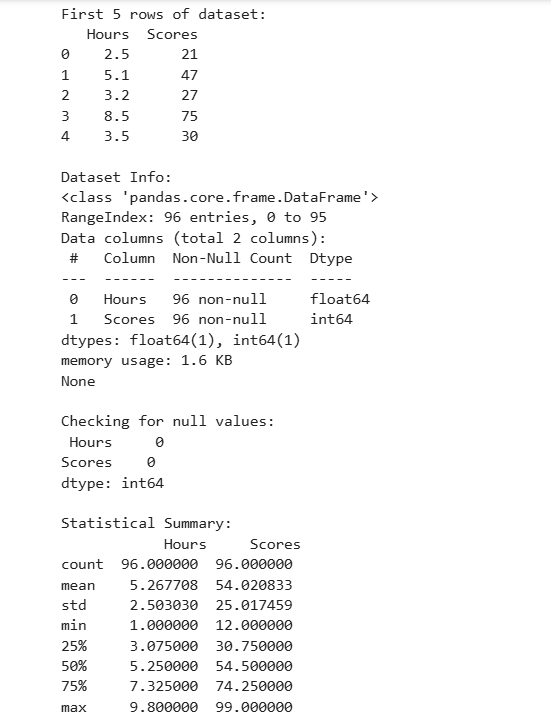 First 5 rows of dataset:
   Hours  Scores
0    2.5      21
1    5.1      47
2    3.2      27
3    8.5      75
4    3.5      30
Dataset Info:
<class 'pandas.core.frame.DataFrame'>
RangeIndex: 96 entries, 0 to 95
Data columns (total 2 columns):
 #   Column  Non-Null Count  Dtype
---  ------  --------------  -----
 0   Hours   96 non-null     float64
 1   Scores  96 non-null     int64
dtypes: float64(1), int64(1)
memory usage: 1.6 KB
None
Checking for null values:
 Hours     0
Scores    0
dtype: int64
Statistical Summary:
            Hours     Scores
count  96.000000  96.000000
mean    5.267708  54.020833
std     2.503030  25.017459
min     1.000000  12.000000
25%     3.075000  30.750000
50%     5.250000  54.500000
75%     7.325000  74.250000
max     9.800000  99.000000